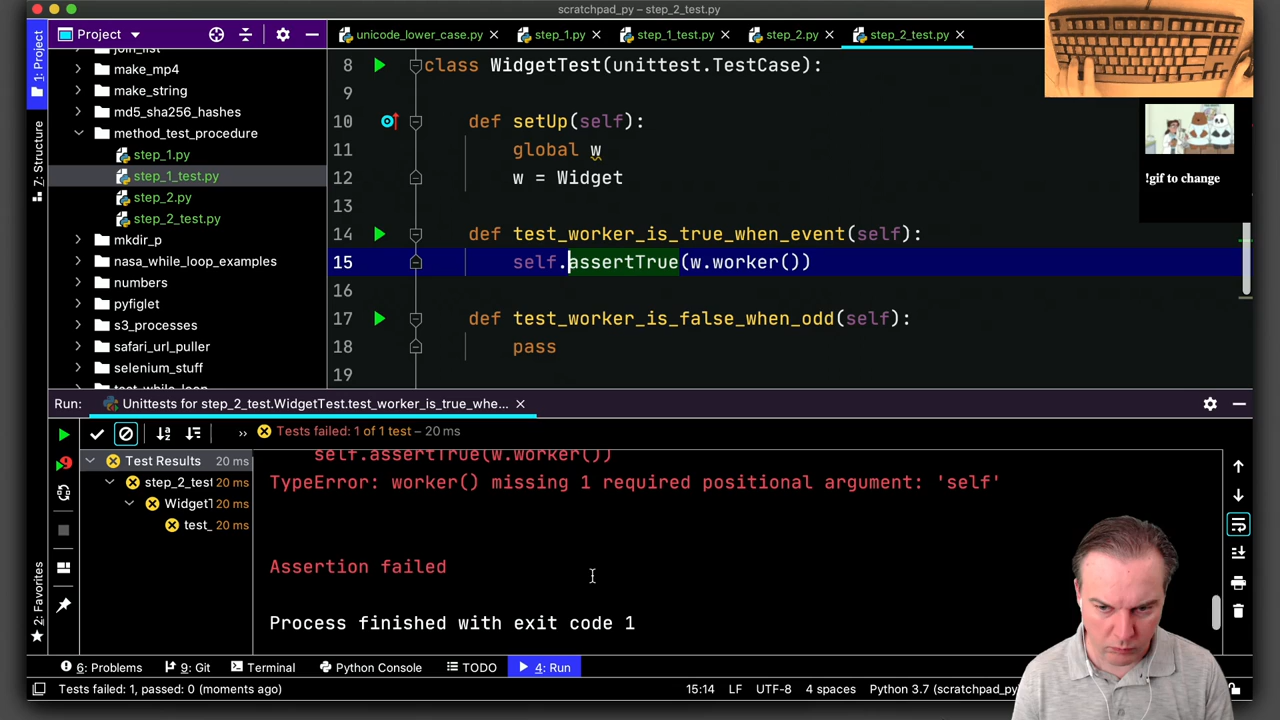 scratchpad_py – step_2_test.py
Project
unicode_lower_case.py
step_1.py
step_1_test.py
step_2.py
step_2_test.py
1: Project
7: Structure
2: Favorites
join_list
make_mp4
make_string
md5_sha256_hashes
method_test_procedure
step_1.py
step_1_test.py
step_2.py
step_2_test.py
mkdir_p
nasa_while_loop_examples
numbers
pyfiglet
s3_processes
safari_url_puller
selenium_stuff
test_while_loop
8 class WidgetTest(unittest.TestCase):
9
10 def setUp(self):
11 global w
12 w = Widget
13
14 def test_worker_is_true_when_event(self):
15 self.assertTrue(w.worker())
16
17 def test_worker_is_false_when_odd(self):
18 pass
19
!gif to change
Run: Unittests for step_2_test.WidgetTest.test_worker_is_true_whe...
» Tests failed: 1 of 1 test – 20 ms
Test Results 20 ms
step_2_test 20 ms
WidgetT 20 ms
test_ 20 ms
self.assertTrue(w.worker())
TypeError: worker() missing 1 required positional argument: 'self'
Assertion failed
Process finished with exit code 1
6: Problems
9: Git
Terminal
Python Console
TODO
4: Run
Tests failed: 1, passed: 0 (moments ago)
15:14 LF UTF-8 4 spaces Python 3.7 (scratchpad_py